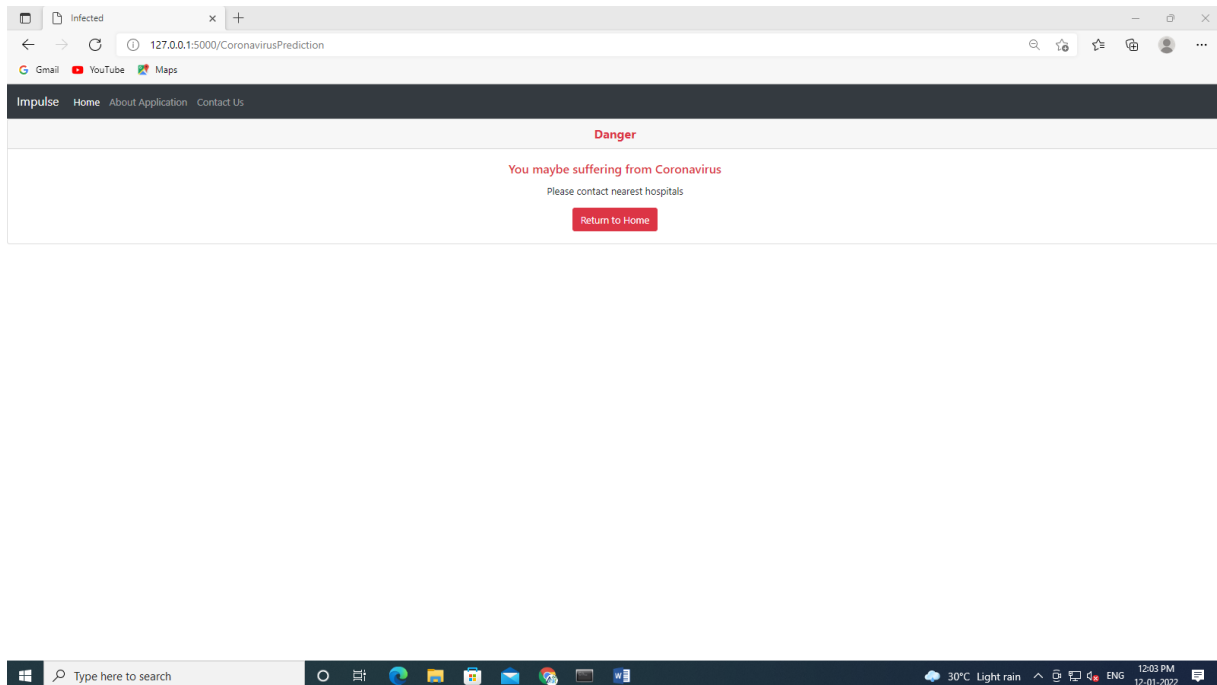 Infected
127.0.0.1:5000/CoronavirusPrediction
Gmail YouTube Maps
Impulse Home About Application Contact Us
Danger
You maybe suffering from Coronavirus
Please contact nearest hospitals
Return to Home
Type here to search
30°C Light rain ENG 12:03 PM
12-01-2022